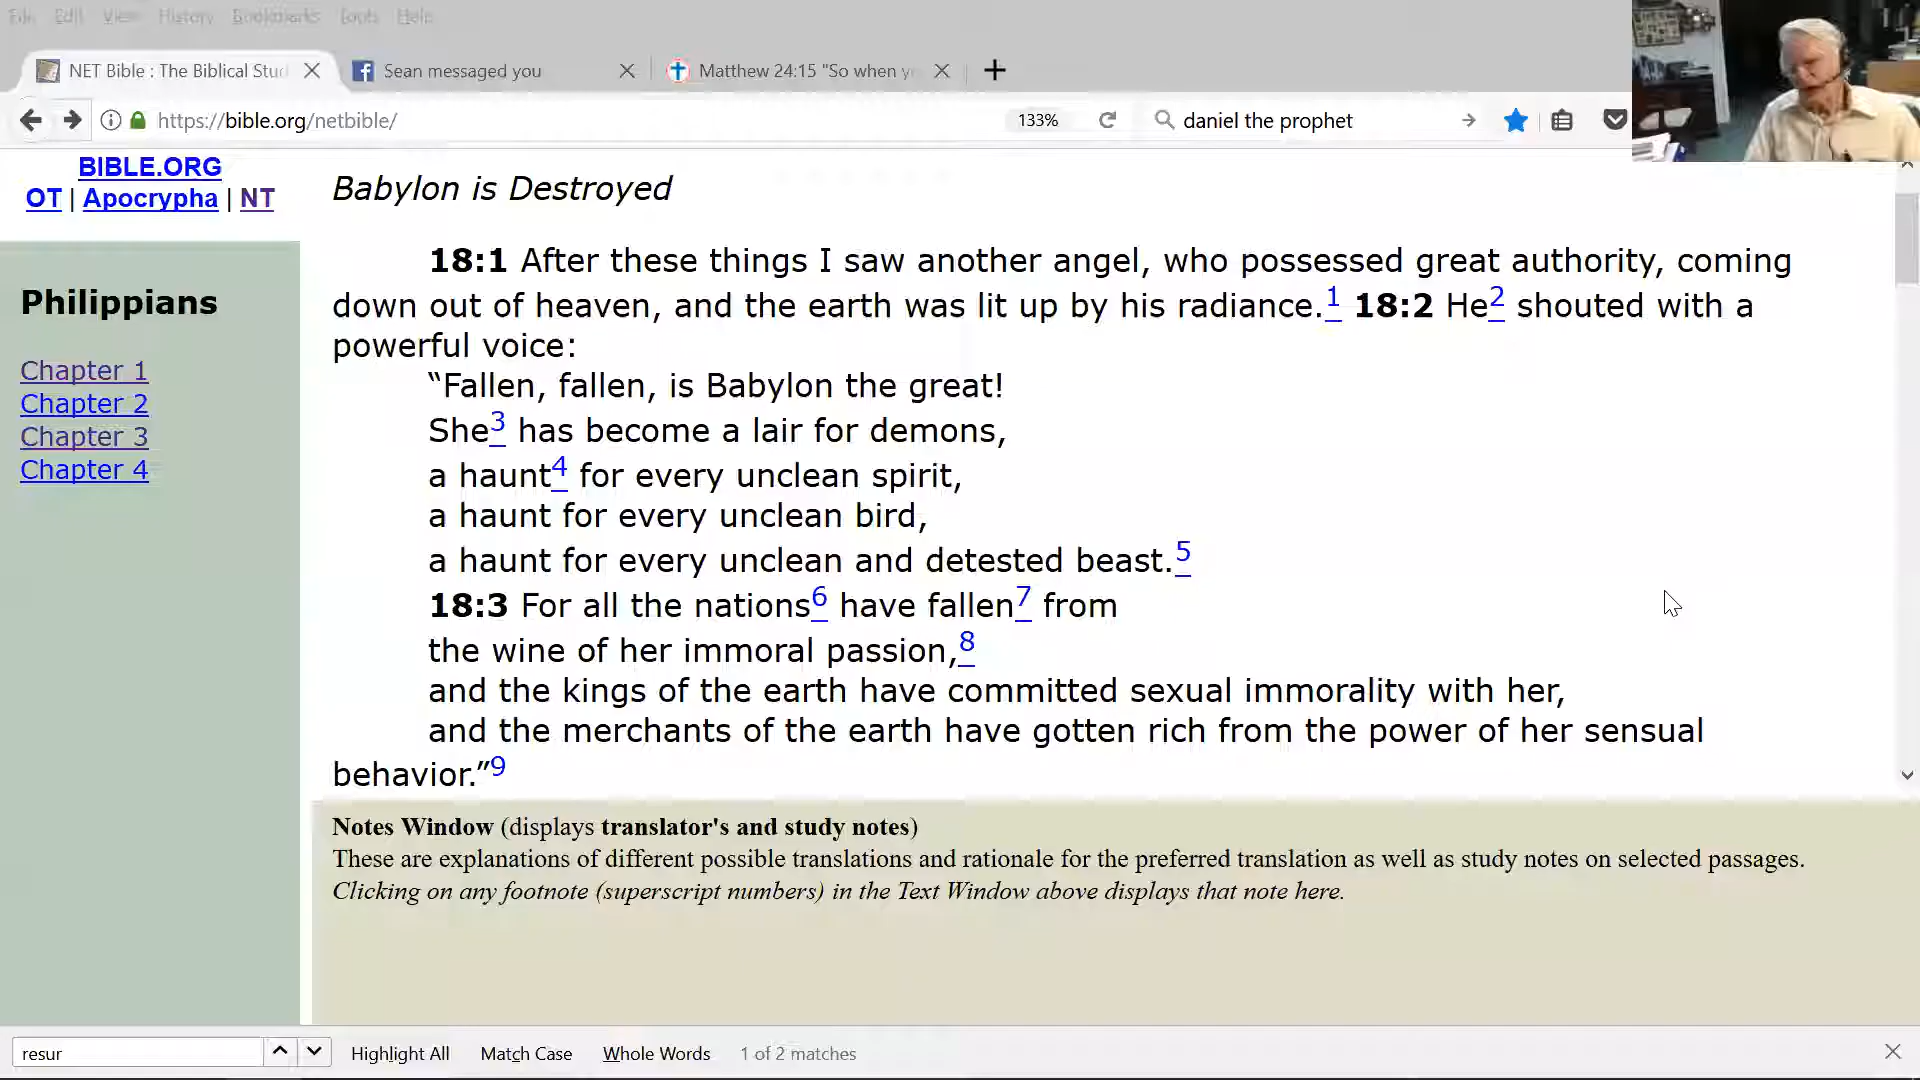 File Edit View History Bookmarks Tools Help
NET Bible : The Biblical Stud
Sean messaged you
Matthew 24:15 "So when y
https://bible.org/netbible/
133%
daniel the prophet
BIBLE.ORG
OT | Apocrypha | NT
Philippians
Chapter 1
Chapter 2
Chapter 3
Chapter 4
Babylon is Destroyed
18:1 After these things I saw another angel, who possessed great authority, coming
down out of heaven, and the earth was lit up by his radiance.1 18:2 He2 shouted with a
powerful voice:
“Fallen, fallen, is Babylon the great!
She3 has become a lair for demons,
a haunt4 for every unclean spirit,
a haunt for every unclean bird,
a haunt for every unclean and detested beast.5
18:3 For all the nations6 have fallen7 from
the wine of her immoral passion,8
and the kings of the earth have committed sexual immorality with her,
and the merchants of the earth have gotten rich from the power of her sensual
behavior.”9
Notes Window (displays translator's and study notes)
These are explanations of different possible translations and rationale for the preferred translation as well as study notes on selected passages.
Clicking on any footnote (superscript numbers) in the Text Window above displays that note here.
resur
Highlight All
Match Case
Whole Words
1 of 2 matches